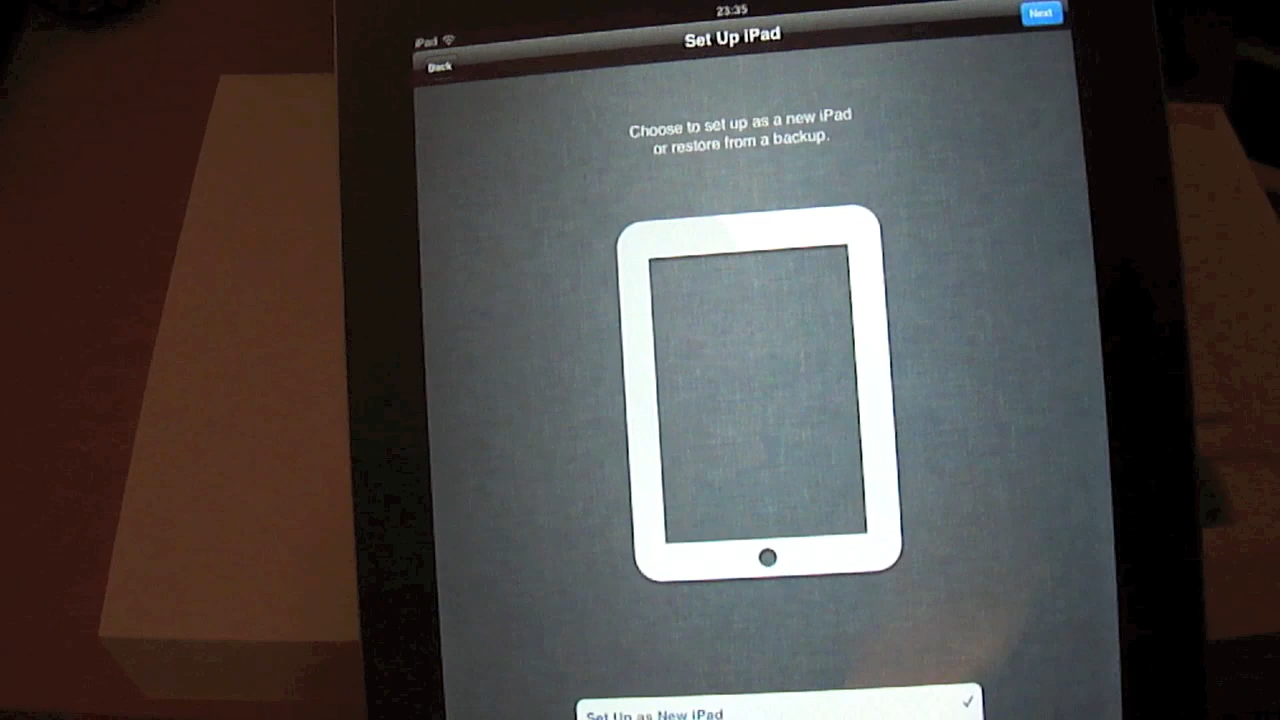 23:35
iPad
Set Up iPad
Next
Back
Choose to set up as a new iPad
or restore from a backup.
Set Up as New iPad